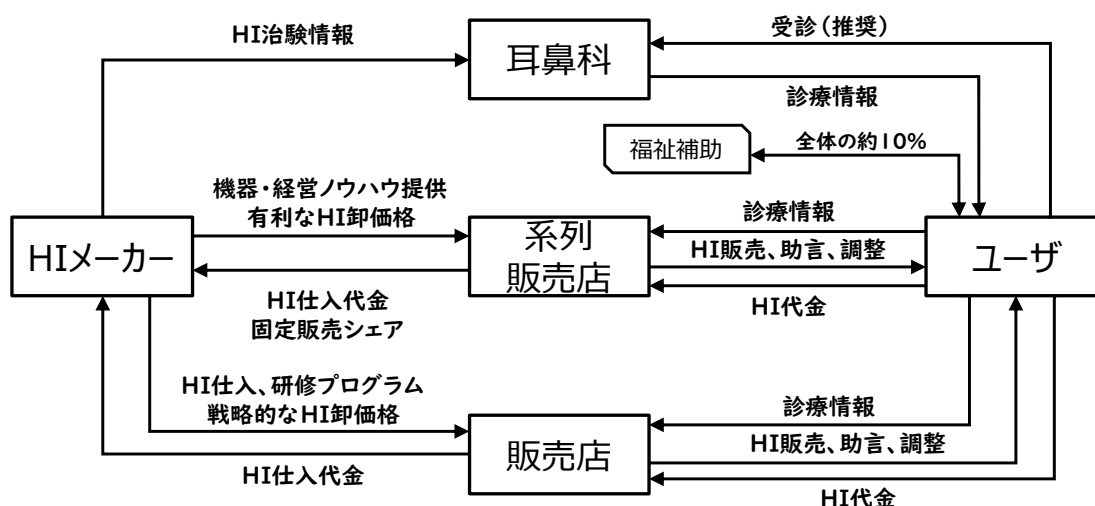 HI治験情報
耳鼻科
受診（推奨）
診療情報
福祉補助
全体の約10%
機器・経営ノウハウ提供
有利なHI卸価格
HIメーカー
系列
販売店
診療情報
HI販売、助言、調整
ユーザ
HI仕入代金
固定販売シェア
HI代金
HI仕入、研修プログラム
戦略的なHI卸価格
販売店
診療情報
HI販売、助言、調整
HI仕入代金
HI代金